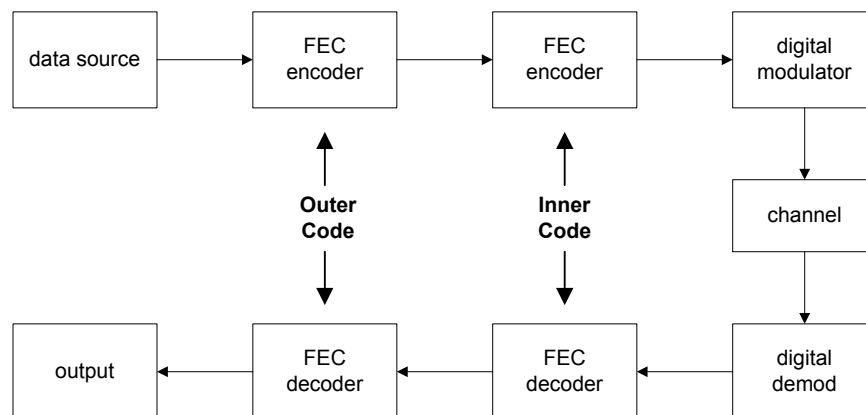 data source
FEC
encoder
FEC
encoder
digital
modulator
Outer
Code
Inner
Code
channel
output
FEC
decoder
FEC
decoder
digital
demod